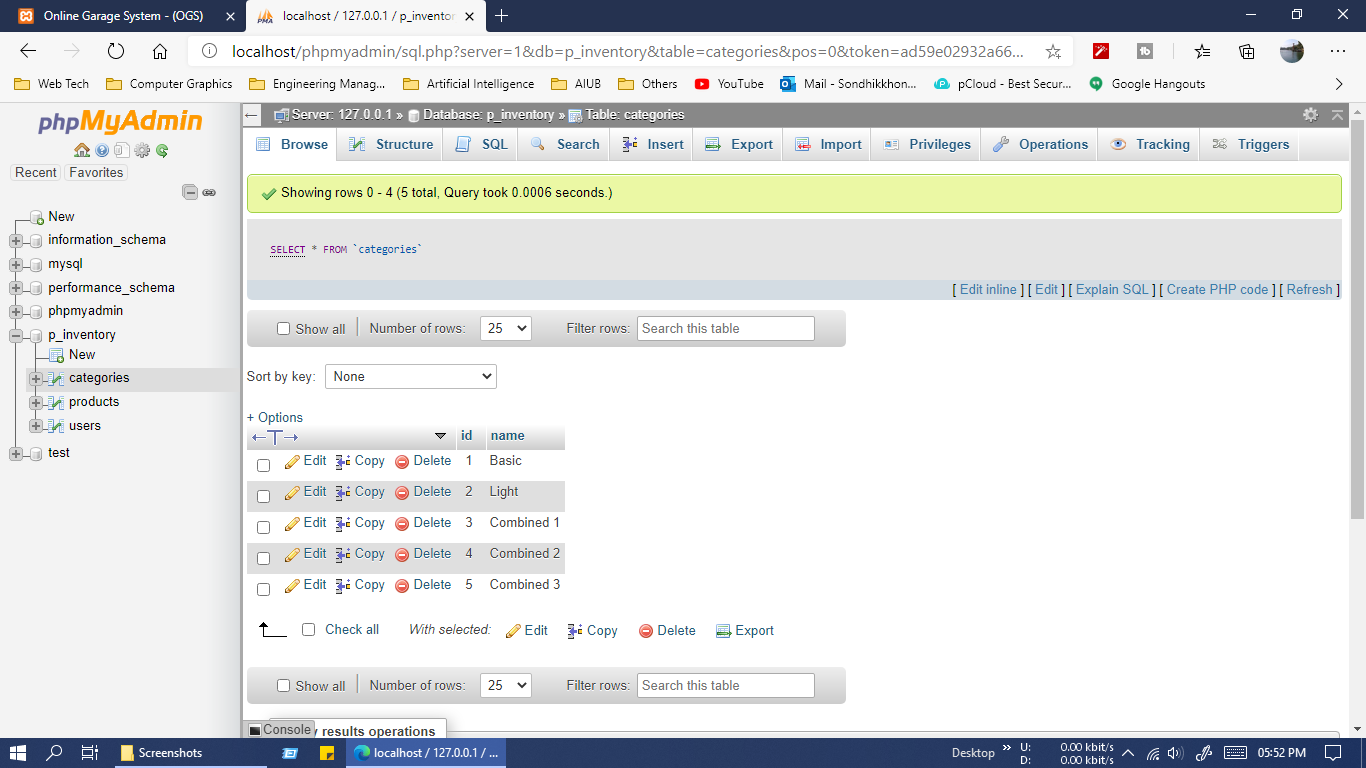 Online Garage System - (OGS)
localhost / 127.0.0.1 / p_inventor
localhost/phpmyadmin/sql.php?server=1&db=p_inventory&table=categories&pos=0&token=ad59e02932a66...
Web Tech
Computer Graphics
Engineering Manag...
Artificial Intelligence
AIUB
Others
YouTube
Mail - Sondhikkhon...
pCloud - Best Secur...
Google Hangouts
phpMyAdmin
Recent
Favorites
New
information_schema
mysql
performance_schema
phpmyadmin
p_inventory
New
categories
products
users
test
Server: 127.0.0.1 » Database: p_inventory » Table: categories
Browse
Structure
SQL
Search
Insert
Export
Import
Privileges
Operations
Tracking
Triggers
Showing rows 0 - 4 (5 total, Query took 0.0006 seconds.)
SELECT * FROM `categories`
[ Edit inline ] [ Edit ] [ Explain SQL ] [ Create PHP code ] [ Refresh ]
Show all Number of rows: 25 Filter rows: Search this table
Sort by key: None
+ Options
←T→ id name
Edit Copy Delete 1 Basic
Edit Copy Delete 2 Light
Edit Copy Delete 3 Combined 1
Edit Copy Delete 4 Combined 2
Edit Copy Delete 5 Combined 3
Check all With selected: Edit Copy Delete Export
Show all Number of rows: 25 Filter rows: Search this table
Console
y results operations
Screenshots
localhost / 127.0.0.1 / ...
Desktop »
U: 0.00 kbit/s
D: 0.00 kbit/s
05:52 PM